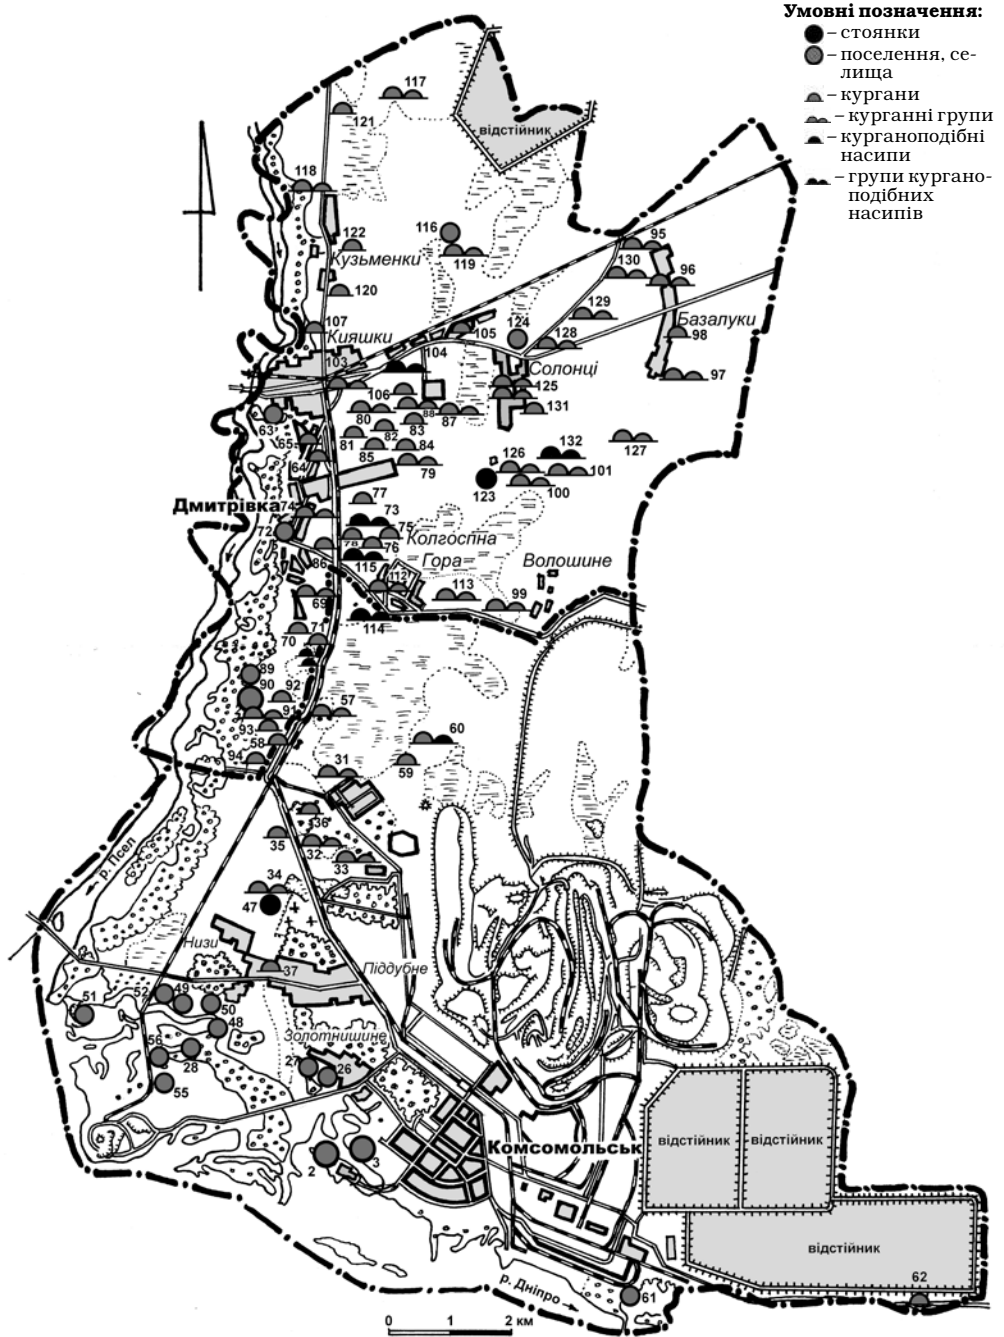 Умовні позначення:
– стоянки
– поселення, се-
лища
– кургани
– курганні групи
– курганоподібні
насипи
– групи кургано-
подібних
насипів
117
121
відстійник
118
116
122
119
Кузьменки
120
95
130
96
129
Базалуки
98
97
107
Кияшки
105
124
128
104
103
Солонці
125
106
131
80
88
87
83
82
63
81
84
65
85
79
64
127
132
126
101
100
123
77
Дмитрівка
74
73
75
72
78
76
Колгоспна
Гора
Волошине
86
115
112
113
99
69
114
70
71
89
90
92
91
57
93
58
60
94
59
31
36
35
32
33
р. Псел
34
47
Низи
37
Піддубне
51
52
49
50
48
Золотнишине
56
28
27
26
55
2
3
Комсомольськ
відстійник
відстійник
відстійник
р. Дніпро
61
62
0 1 2 км